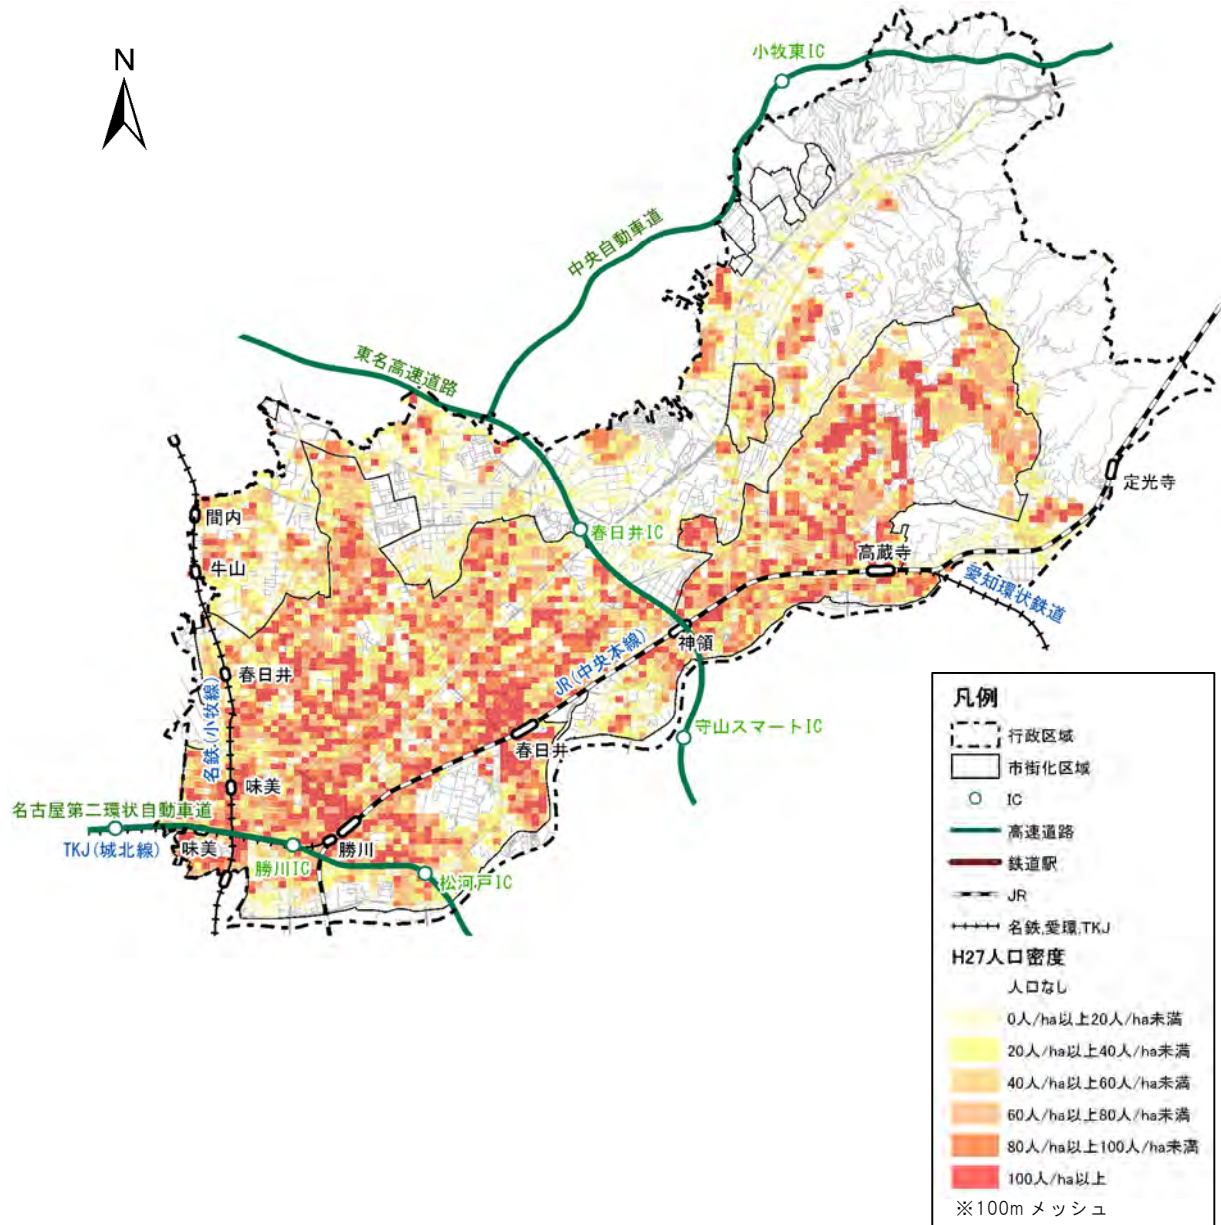 N
小牧東IC
中央自動車道
東名高速道路
定光寺
間内
春日井IC
牛山
高蔵寺
愛知環状鉄道
神領
JR(中央本線)
春日井
名鉄(小牧線)
守山スマートIC
春日井
味美
名古屋第二環状自動車道
TKJ(城北線)
味美
勝川
勝川IC
松河戸IC
凡例
行政区域
市街化区域
IC
高速道路
鉄道駅
JR
名鉄,愛環,TKJ
H27人口密度
人口なし
0人/ha以上20人/ha未満
20人/ha以上40人/ha未満
40人/ha以上60人/ha未満
60人/ha以上80人/ha未満
80人/ha以上100人/ha未満
100人/ha以上
※100m メッシュ